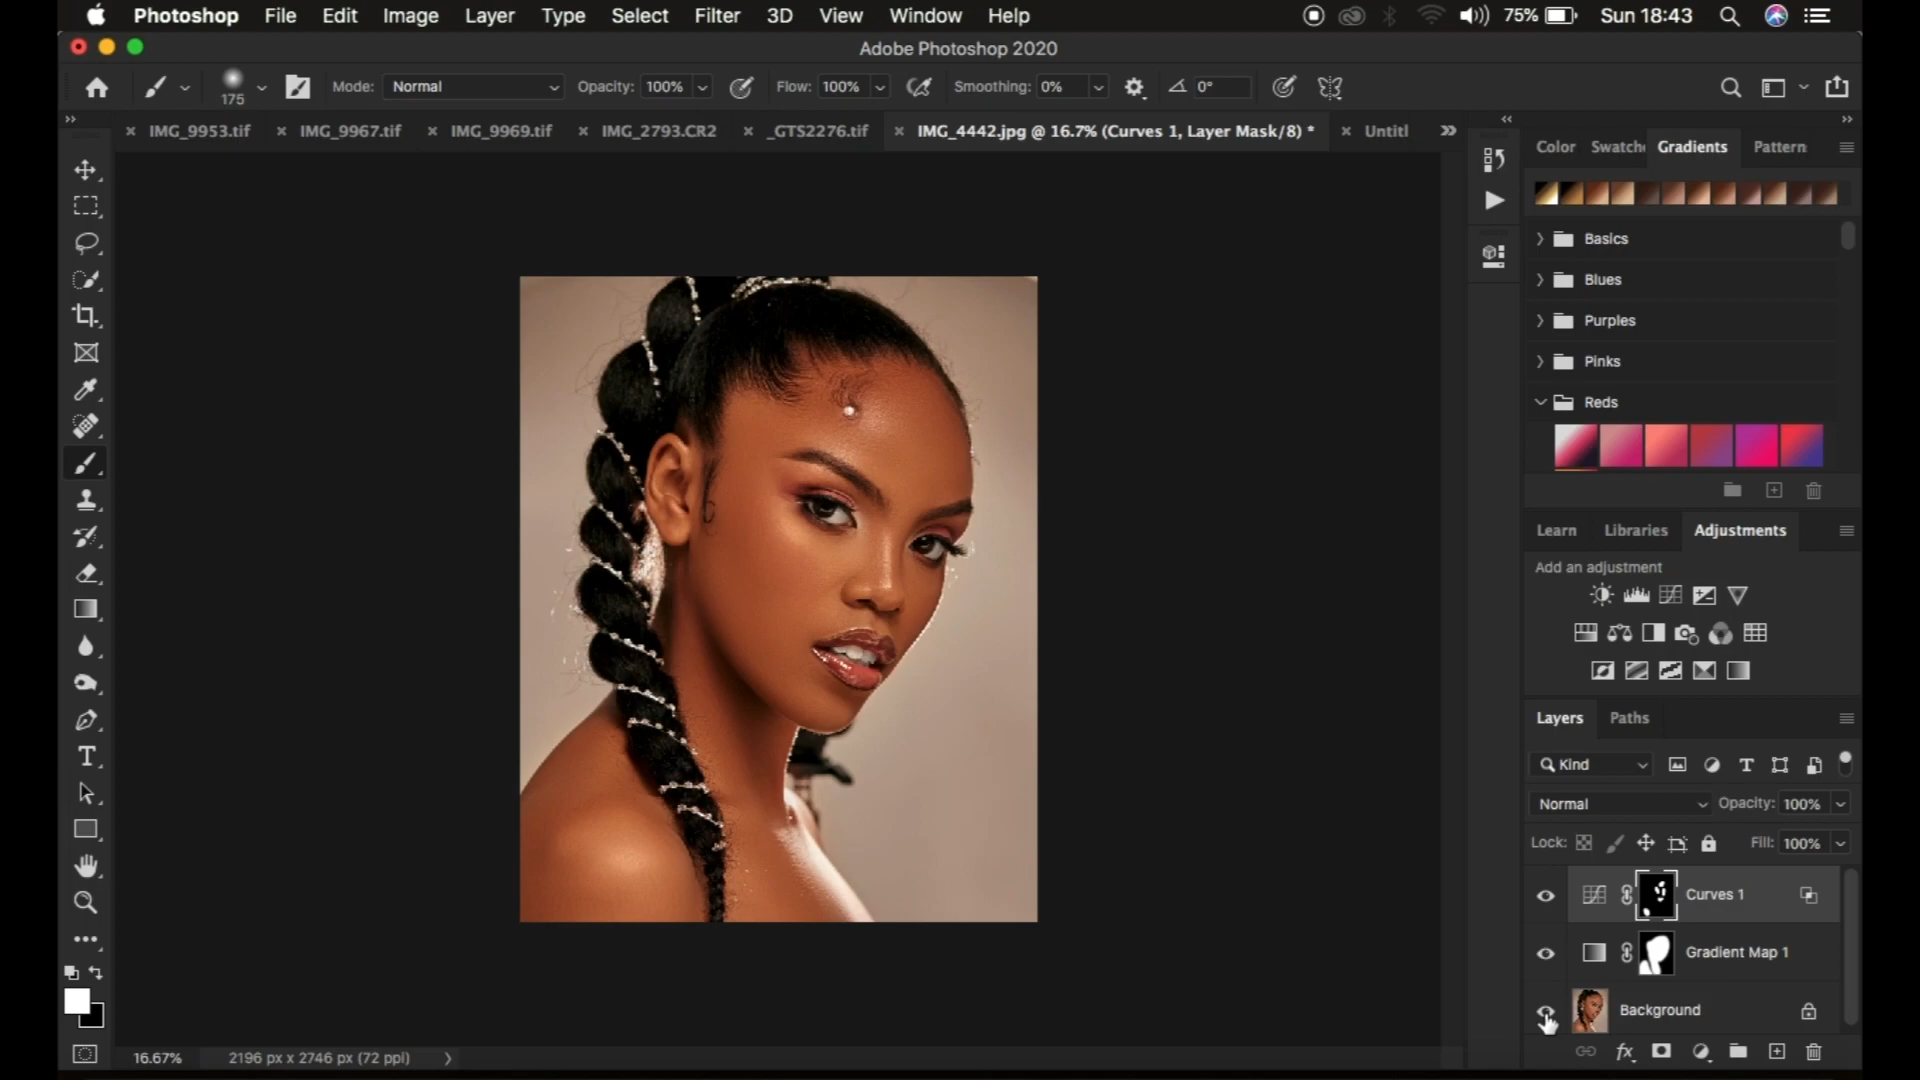 Photoshop File Edit Image Layer Type Select Filter 3D View Window Help 75% Sun 18:43
Adobe Photoshop 2020
175 Mode: Normal Opacity: 100% Flow: 100% Smoothing: 0% 0°
IMG_9953.tif IMG_9967.tif IMG_9969.tif IMG_2793.CR2 _GTS2276.tif IMG_4442.jpg @ 16.7% (Curves 1, Layer Mask/8) * Untitl
Color Swatche Gradients Pattern
Basics
Blues
Purples
Pinks
Reds
Learn Libraries Adjustments
Add an adjustment
Layers Paths
Kind
Normal Opacity: 100%
Lock: Fill: 100%
Curves 1
Gradient Map 1
Background
fx
16.67% 2196 px x 2746 px (72 ppi)